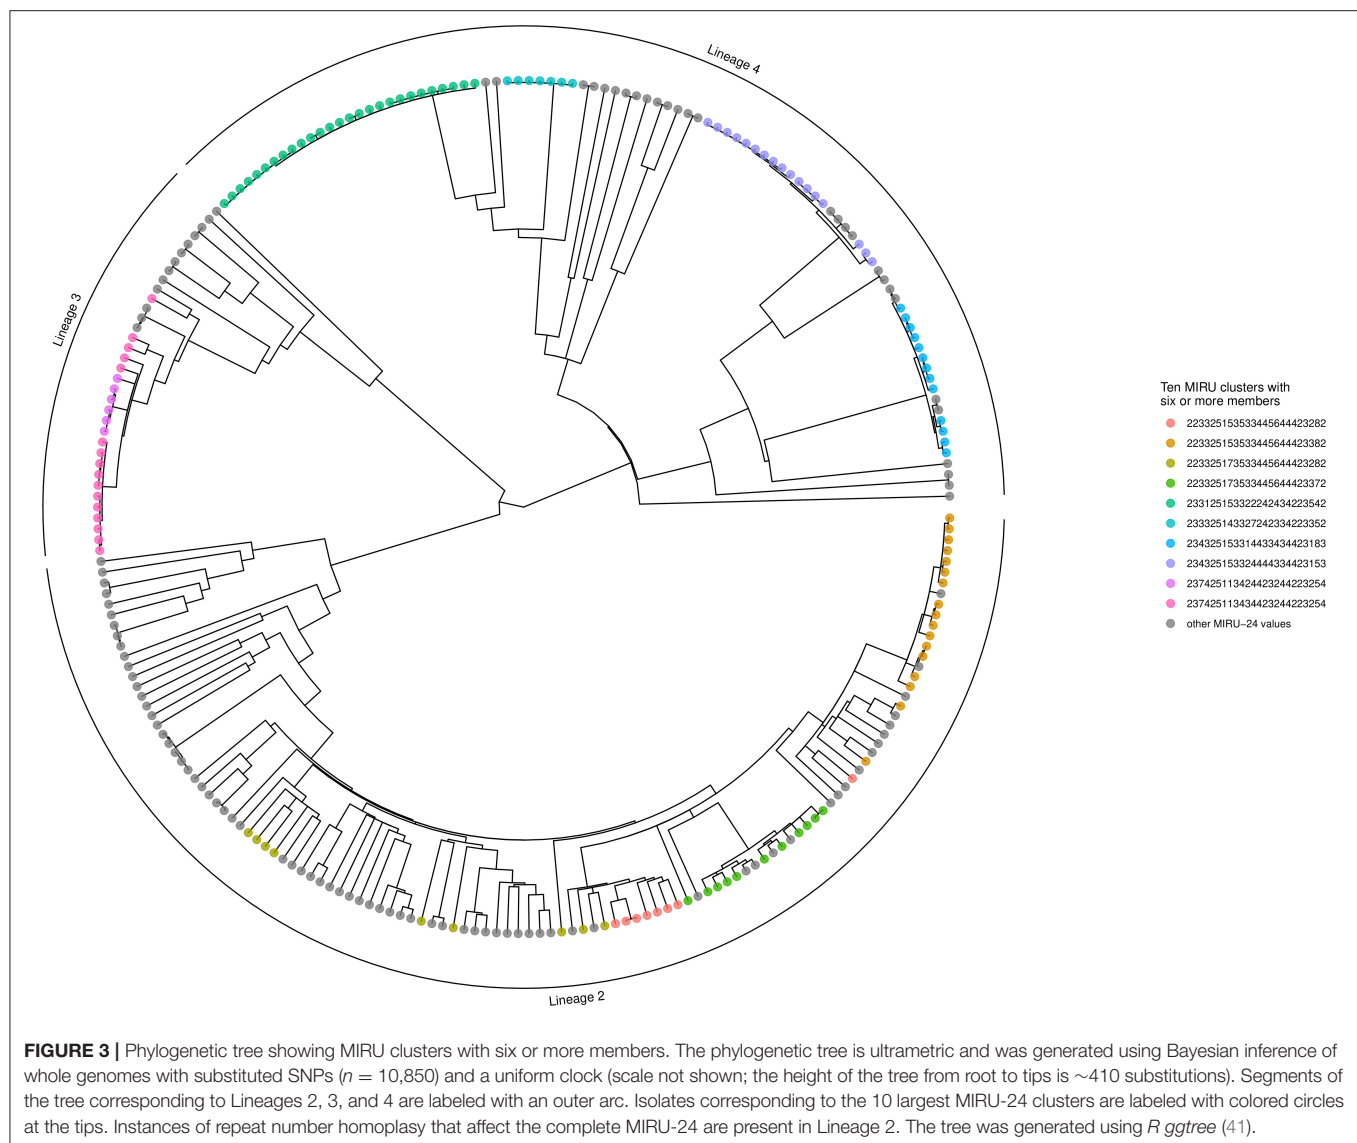 Lineage 4
Lineage 3
Lineage 2
Ten MIRU clusters with
six or more members
223325153533445644423282
223325153533445644423382
223325173533445644423282
223325173533445644423372
233125153322242434223542
233325143327242334223352
234325153314433434423183
234325153324444334423153
237425113424423244223254
237425113434423244223254
other MIRU−24 values
FIGURE 3 | Phylogenetic tree showing MIRU clusters with six or more members. The phylogenetic tree is ultrametric and was generated using Bayesian inference of
whole genomes with substituted SNPs (n = 10,850) and a uniform clock (scale not shown; the height of the tree from root to tips is ~410 substitutions). Segments of
the tree corresponding to Lineages 2, 3, and 4 are labeled with an outer arc. Isolates corresponding to the 10 largest MIRU-24 clusters are labeled with colored circles
at the tips. Instances of repeat number homoplasy that affect the complete MIRU-24 are present in Lineage 2. The tree was generated using R ggtree (41).